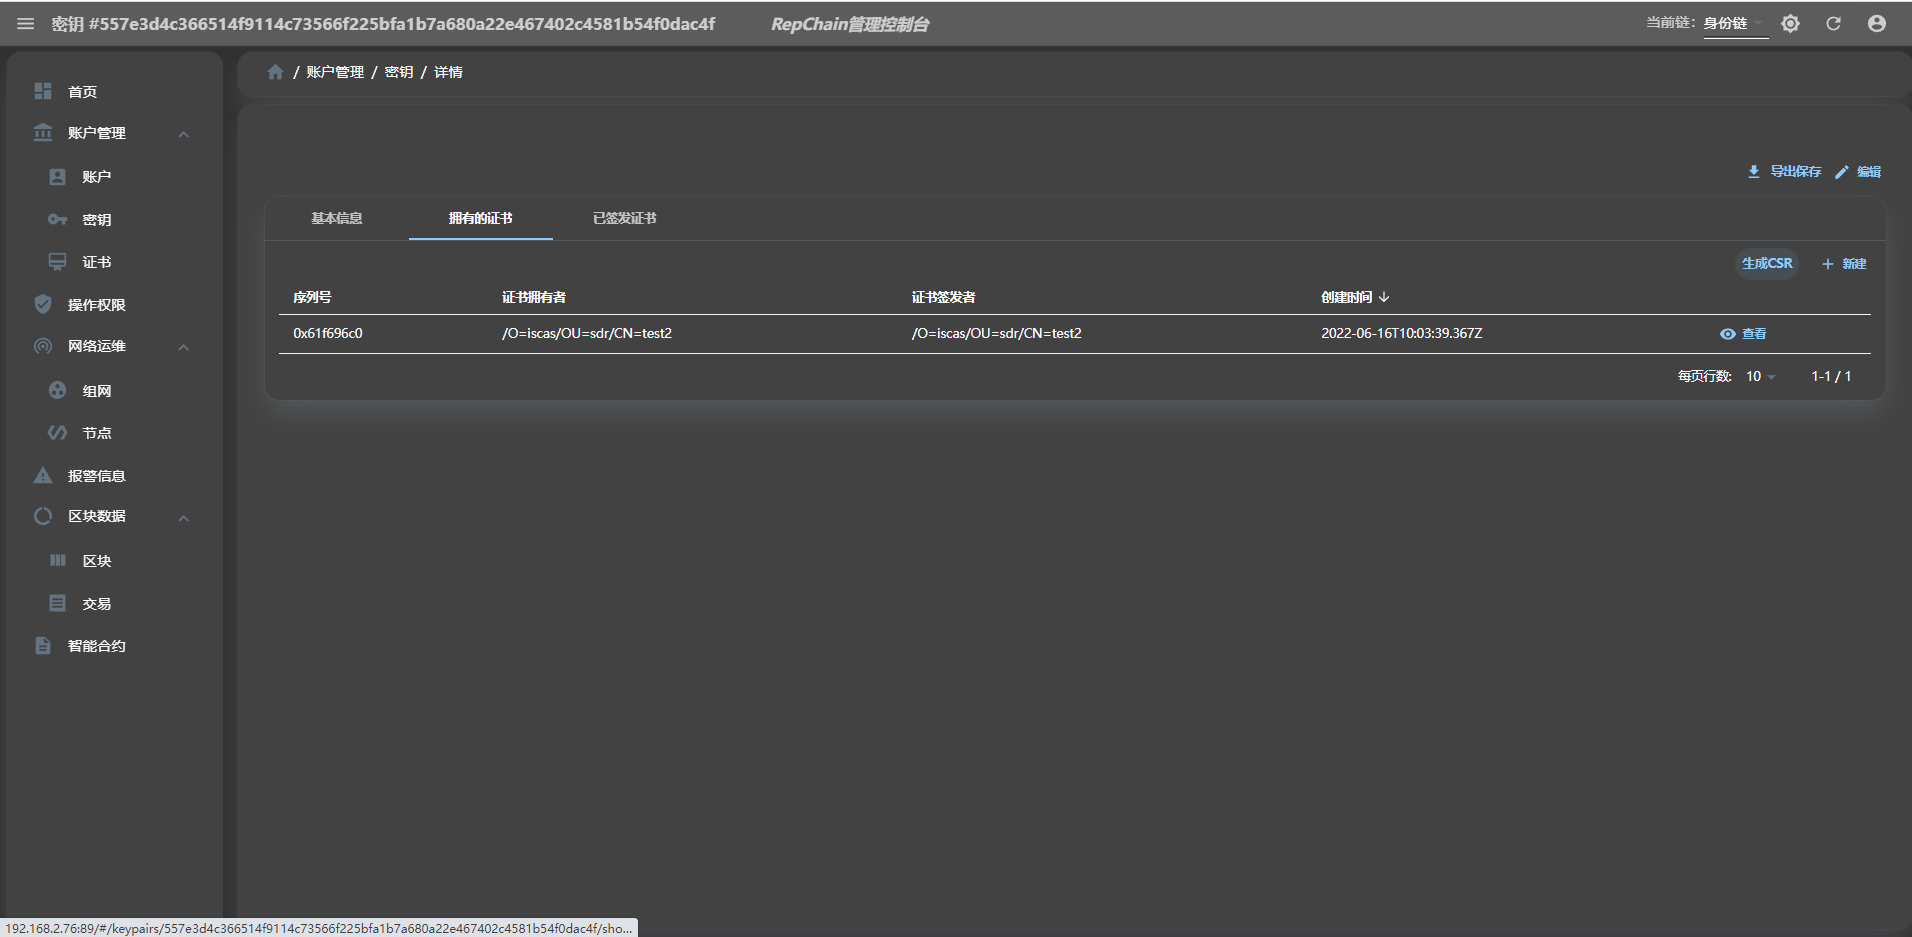 密钥 #557e3d4c366514f9114c73566f225bfa1b7a680a22e467402c4581b54f0dac4f RepChain管理控制台 当前链: 身份链
/ 账户管理 / 密钥 / 详情
首页
账户管理
账户
密钥
证书
操作权限
网络运维
组网
节点
报警信息
区块数据
区块
交易
智能合约
导出保存 编辑
基本信息 拥有的证书 已签发证书
生成CSR + 新建
序列号 证书拥有者 证书签发者 创建时间
0x61f696c0 /O=iscas/OU=sdr/CN=test2 /O=iscas/OU=sdr/CN=test2 2022-06-16T10:03:39.367Z 查看
每页行数: 10 1-1 / 1
192.168.2.76:89/#/keypairs/557e3d4c366514f9114c73566f225bfa1b7a680a22e467402c4581b54f0dac4f/sho...